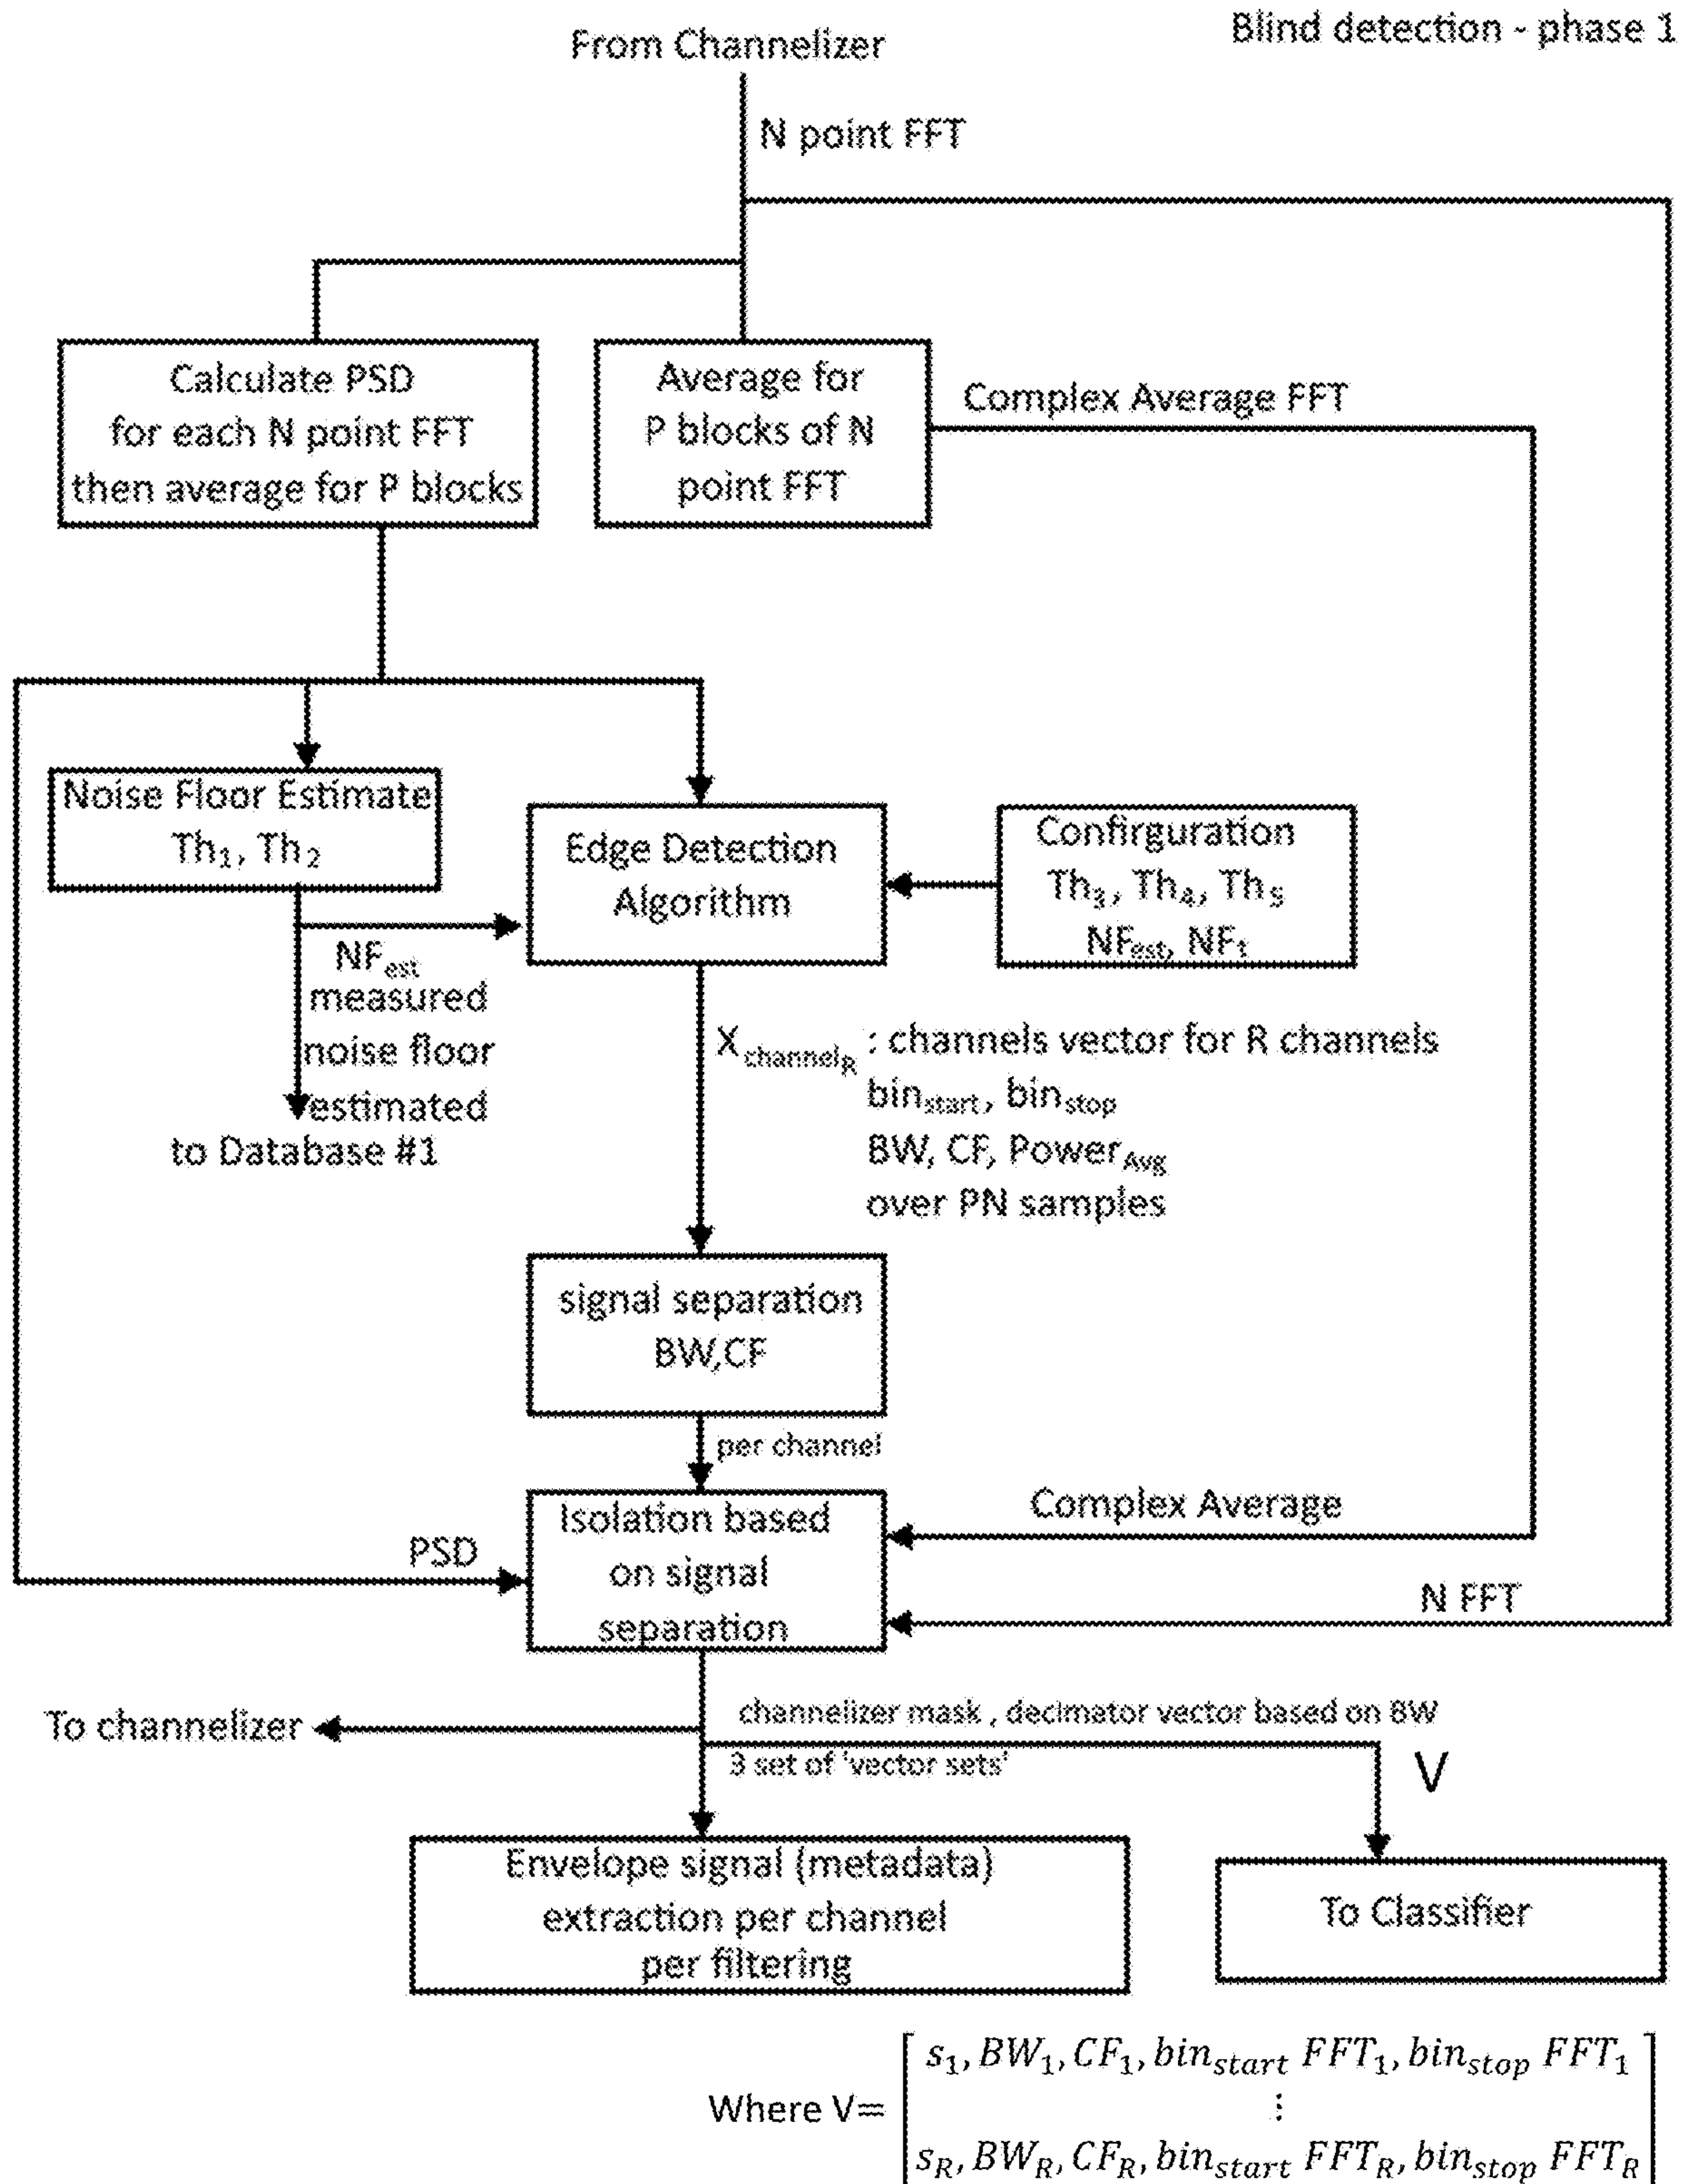 Blind detection - phase 1
From Channelizer
N point FFT
Calculate PSD
for each N point FFT
then average for P blocks
Average for
P blocks of N
point FFT
Complex Average FFT
Noise Floor Estimate
Th1, Th2
Edge Detection
Algorithm
Confirguration
Th3, Th4, Th5
NFest, NFt
NFest
measured
noise floor
estimated
to Database #1
XchannelR : channels vector for R channels
binstart, binstop
BW, CF, PowerAvg
over PN samples
signal separation
BW,CF
per channel
Isolation based
on signal
separation
Complex Average
PSD
N FFT
To channelizer
channelizer mask , decimator vector based on BW
3 set of 'vector sets'
V
Envelope signal (metadata)
extraction per channel
per filtering
To Classifier
s1, BW1, CF1, binstart FFT1, binstop FFT1
Where V=
⋮
sR, BWR, CFR, binstart FFTR, binstop FFTR